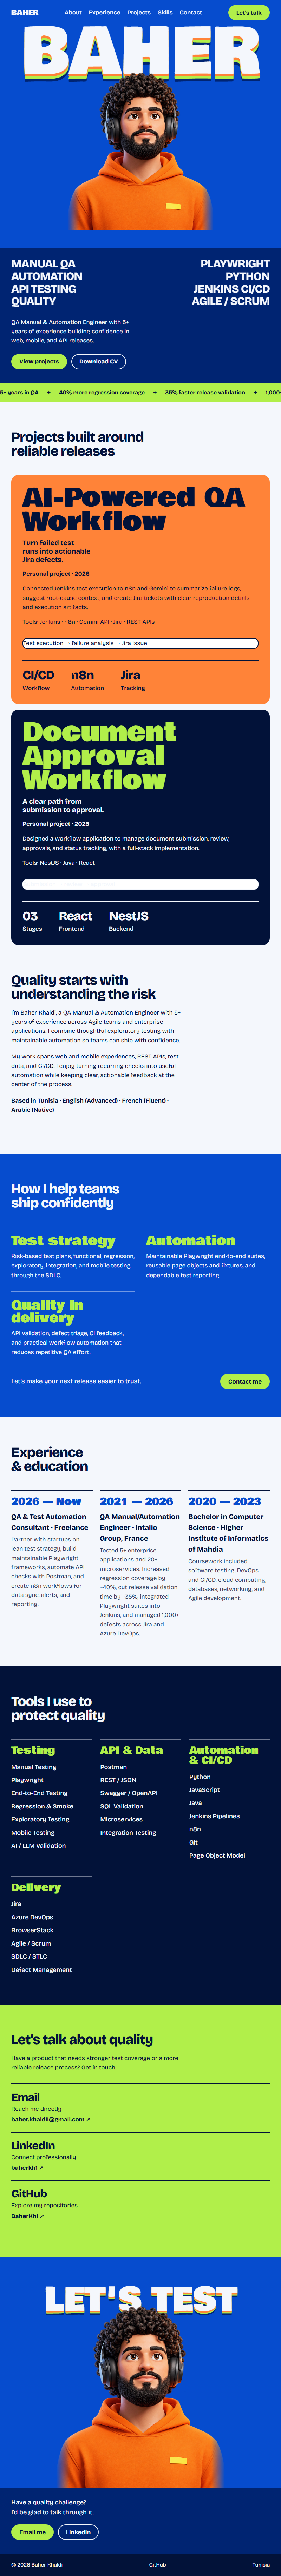 BAHER
About Experience Projects Skills Contact
Let's talk
BAHER
MANUAL QA
AUTOMATION
API TESTING
QUALITY
PLAYWRIGHT
PYTHON
JENKINS CI/CD
AGILE / SCRUM
QA Manual & Automation Engineer with 5+
years of experience building confidence in
web, mobile, and API releases.
View projects
Download CV
5+ years in QA ✦ 40% more regression coverage ✦ 35% faster release validation ✦ 1,000+
Projects built around
reliable releases
AI-Powered QA
Workflow
Turn failed test
runs into actionable
Jira defects.
Personal project · 2026
Connected Jenkins test execution to n8n and Gemini to summarize failure logs,
suggest root-cause context, and create Jira tickets with clear reproduction details
and execution artifacts.
Tools: Jenkins · n8n · Gemini API · Jira · REST APIs
Test execution → failure analysis → Jira issue
CI/CD
Workflow
n8n
Automation
Jira
Tracking
Document
Approval
Workflow
A clear path from
submission to approval.
Personal project · 2025
Designed a workflow application to manage document submission, review,
approvals, and status tracking, with a full-stack implementation.
Tools: NestJS · Java · React
03
Stages
React
Frontend
NestJS
Backend
Quality starts with
understanding the risk
I'm Baher Khaldi, a QA Manual & Automation Engineer with 5+
years of experience across Agile teams and enterprise
applications. I combine thoughtful exploratory testing with
maintainable automation so teams can ship with confidence.
My work spans web and mobile experiences, REST APIs, test
data, and CI/CD. I enjoy turning recurring checks into useful
automation while keeping clear, actionable feedback at the
center of the process.
Based in Tunisia · English (Advanced) · French (Fluent) ·
Arabic (Native)
How I help teams
ship confidently
Test strategy
Risk-based test plans, functional, regression,
exploratory, integration, and mobile testing
through the SDLC.
Automation
Maintainable Playwright end-to-end suites,
reusable page objects and fixtures, and
dependable test reporting.
Quality in
delivery
API validation, defect triage, CI feedback,
and practical workflow automation that
reduces repetitive QA effort.
Let's make your next release easier to trust.
Contact me
Experience
& education
2026 — Now
QA & Test Automation
Consultant · Freelance
Partner with startups on
lean test strategy, build
maintainable Playwright
frameworks, automate API
checks with Postman, and
create n8n workflows for
data sync, alerts, and
reporting.
2021 — 2026
QA Manual/Automation
Engineer · Intalio
Group, France
Tested 5+ enterprise
applications and 20+
microservices. Increased
regression coverage by
~40%, cut release validation
time by ~35%, integrated
Playwright suites into
Jenkins, and managed 1,000+
defects across Jira and
Azure DevOps.
2020 — 2023
Bachelor in Computer
Science · Higher
Institute of Informatics
of Mahdia
Coursework included
software testing, DevOps
and CI/CD, cloud computing,
databases, networking, and
Agile development.
Tools I use to
protect quality
Testing
Manual Testing
Playwright
End-to-End Testing
Regression & Smoke
Exploratory Testing
Mobile Testing
AI / LLM Validation
API & Data
Postman
REST / JSON
Swagger / OpenAPI
SQL Validation
Microservices
Integration Testing
Automation
& CI/CD
Python
JavaScript
Java
Jenkins Pipelines
n8n
Git
Page Object Model
Delivery
Jira
Azure DevOps
BrowserStack
Agile / Scrum
SDLC / STLC
Defect Management
Let's talk about quality
Have a product that needs stronger test coverage or a more
reliable release process? Get in touch.
Email
Reach me directly
baher.khaldii@gmail.com ↗
LinkedIn
Connect professionally
baherkh1 ↗
GitHub
Explore my repositories
BaherKh1 ↗
LET'S TEST
Have a quality challenge?
I'd be glad to talk through it.
Email me
LinkedIn
© 2026 Baher Khaldi
GitHub
Tunisia